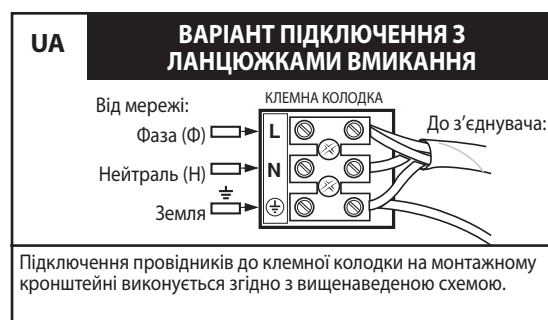 UA
ВАРІАНТ ПІДКЛЮЧЕННЯ З
ЛАНЦЮЖКАМИ ВМИКАННЯ
Від мережі:
КЛЕМНА КОЛОДКА
Фаза (Ф)
L
До з’єднувача:
Нейтраль (Н)
N
Земля
Підключення провідників до клемної колодки на монтажному
кронштейні виконується згідно з вищенаведеною схемою.